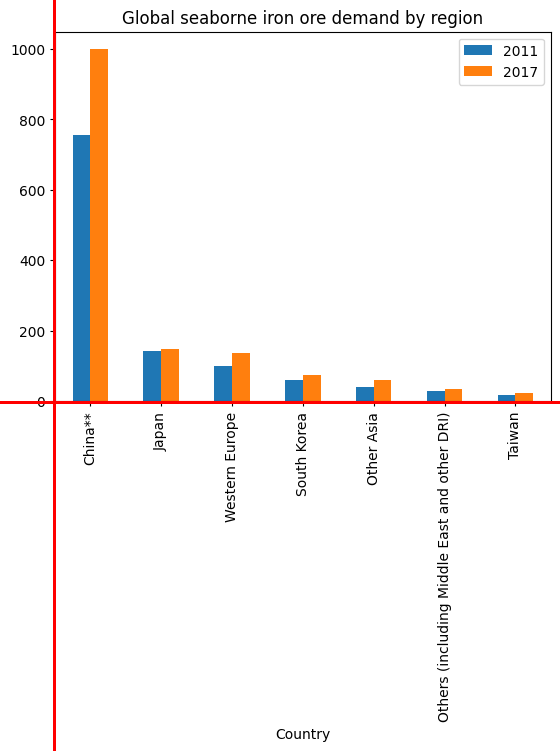 Global seaborne iron ore demand by region
2011
2017
1000
800
600
400
200
0
China**
Japan
Western Europe
South Korea
Other Asia
Others (including Middle East and other DRI)
Taiwan
Country